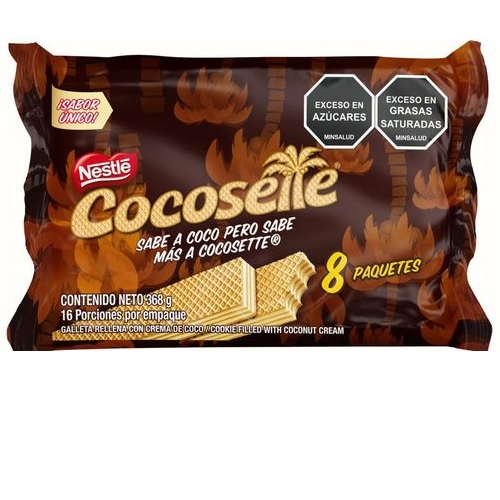 ¡SABOR
ÚNICO!
EXCESO EN
AZÚCARES
MINSALUD
EXCESO EN
GRASAS
SATURADAS
MINSALUD
Nestlé
Cocosette®
SABE A COCO PERO SABE
MÁS A COCOSETTE®
8 PAQUETES
CONTENIDO NETO 368 g
16 Porciones por empaque
GALLETA RELLENA CON CREMA DE COCO // COOKIE FILLED WITH COCONUT CREAM